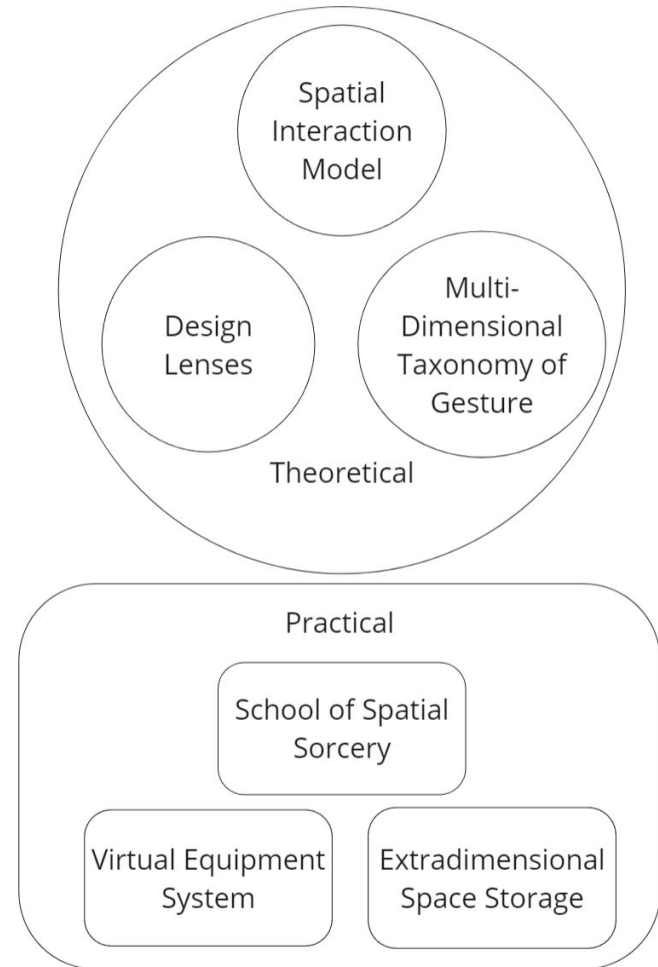 Spatial
Interaction
Model
Design
Lenses
Multi-
Dimensional
Taxonomy of
Gesture
Theoretical
Practical
School of Spatial
Sorcery
Virtual Equipment
System
Extradimensional
Space Storage